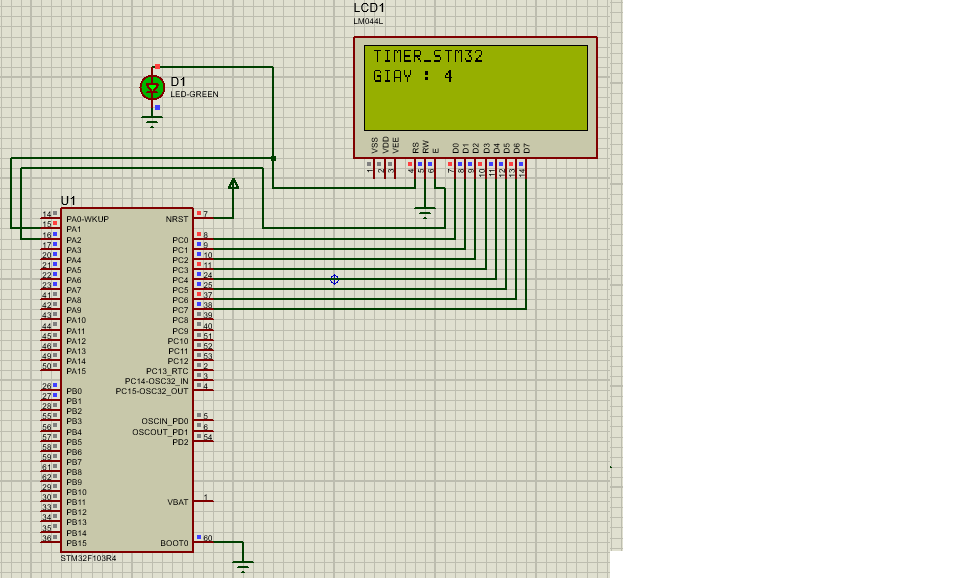 LCD1
LM044L
TIMER_STM32
GIAY : 4
D1
LED-GREEN
VSS
VDD
VEE
RS
RW
E
D0
D1
D2
D3
D4
D5
D6
D7
1
2
3
4
5
6
7
8
9
10
11
12
13
14
U1
14 PA0-WKUP NRST 7
15 PA1
16 PA2 PC0 8
17 PA3 PC1 9
20 PA4 PC2 10
21 PA5 PC3 11
22 PA6 PC4 24
23 PA7 PC5 25
41 PA8 PC6 37
42 PA9 PC7 38
43 PA10 PC8 39
44 PA11 PC9 40
45 PA12 PC10 51
46 PA13 PC11 52
49 PA14 PC12 53
50 PA15 PC13_RTC 2
PC14-OSC32_IN 3
26 PB0 PC15-OSC32_OUT 4
27 PB1
28 PB2
55 PB3 OSCIN_PD0 5
56 PB4 OSCOUT_PD1 6
57 PB5 PD2 54
58 PB6
59 PB7
61 PB8
62 PB9
29 PB10
30 PB11 VBAT 1
33 PB12
34 PB13
35 PB14
36 PB15 BOOT0 60
STM32F103R4